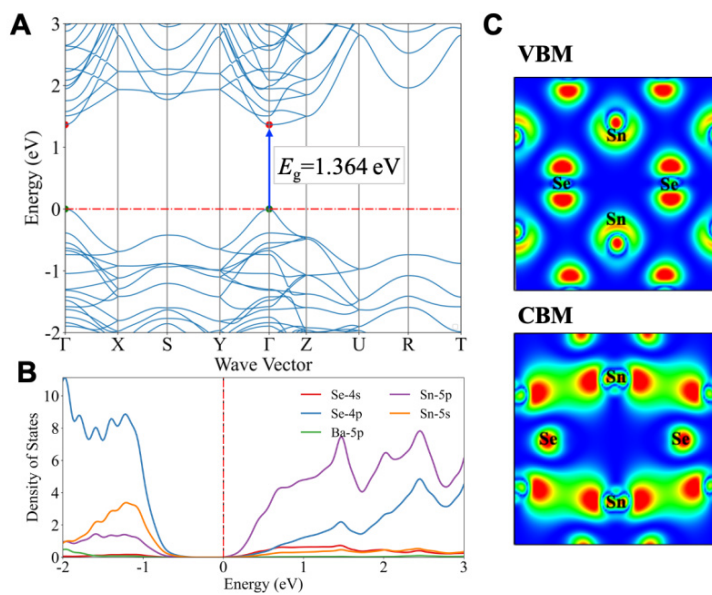 A
3
2
1
0
-1
-2
Energy (eV)
E_g=1.364 eV
Γ X S Y Γ Z U R T
Wave Vector
B
10
8
6
4
2
0
Density of States
Se-4s
Se-4p
Ba-5p
Sn-5p
Sn-5s
-2 -1 0 1 2 3
Energy (eV)
C
VBM
Sn
Se Se
Sn
CBM
Sn
Se Se
Sn